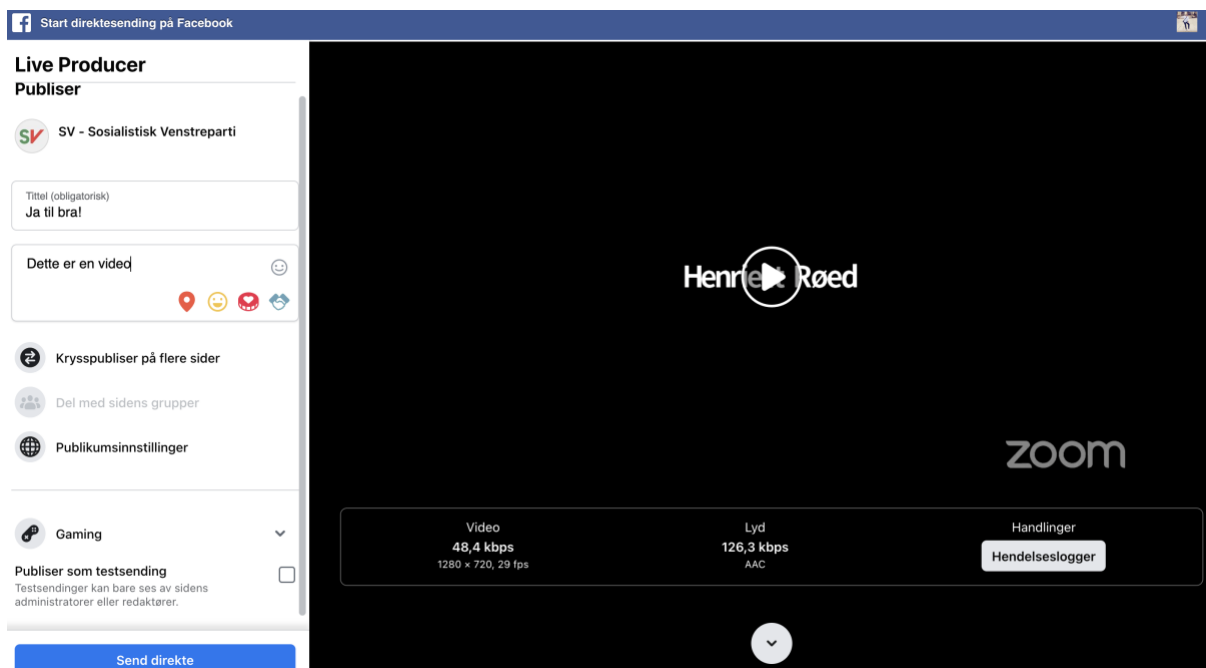 Start direktesending på Facebook
Live Producer
Publiser
SV
SV - Sosialistisk Venstreparti
Tittel (obligatorisk)
Ja til bra!
Dette er en video
Krysspubliser på flere sider
Del med sidens grupper
Publikumsinnstillinger
Gaming
Publiser som testsending
Testsendinger kan bare ses av sidens
administratorer eller redaktører.
Send direkte
Røed
zoom
Video
48,4 kbps
1280 × 720, 29 fps
Lyd
126,3 kbps
AAC
Handlinger
Hendelseslogger